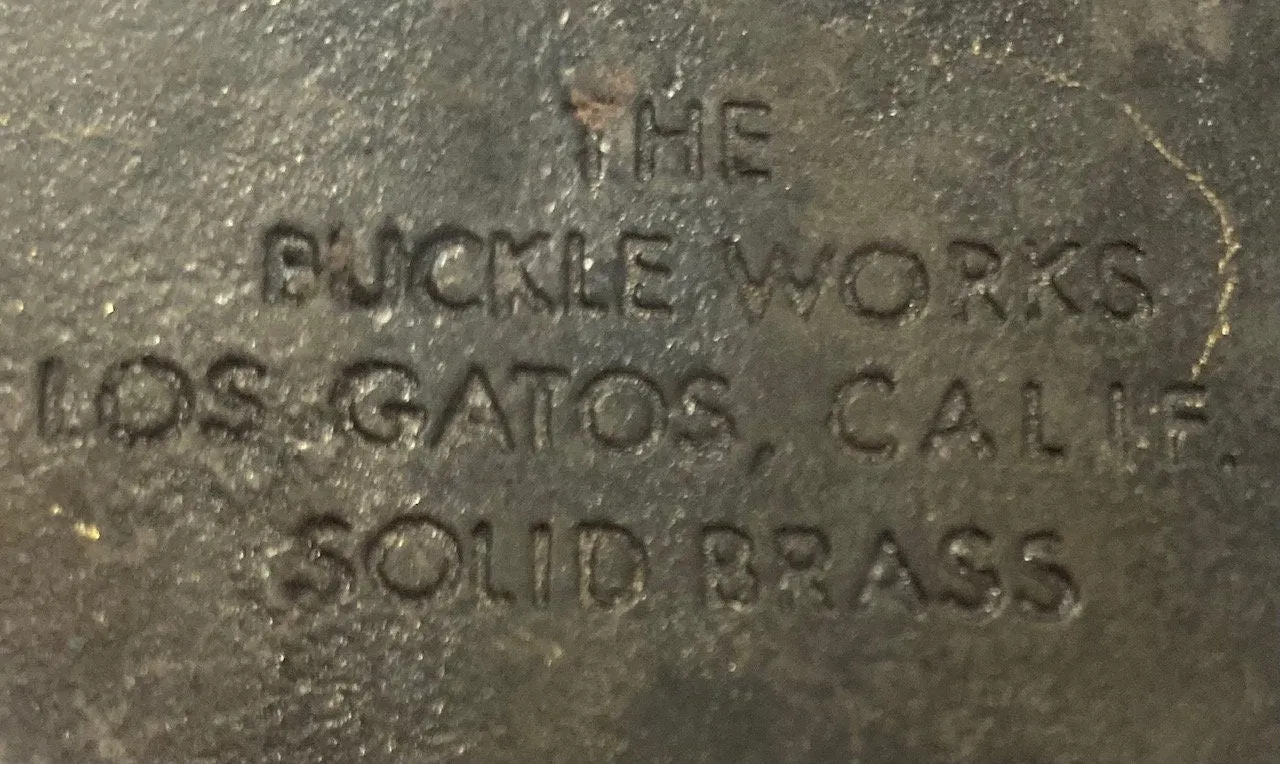 THE
BUCKLE WORKS
LOS GATOS, CALIF.
SOLID BRASS